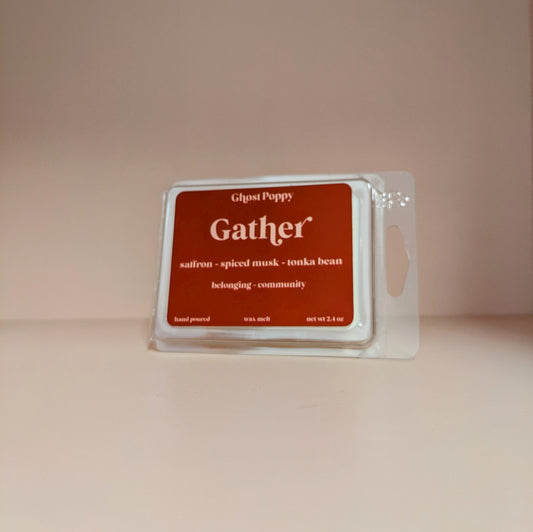 Ghost Poppy
Gather
saffron - spiced musk - tonka bean
belonging - community
hand poured wax melt net wt 2.4 oz